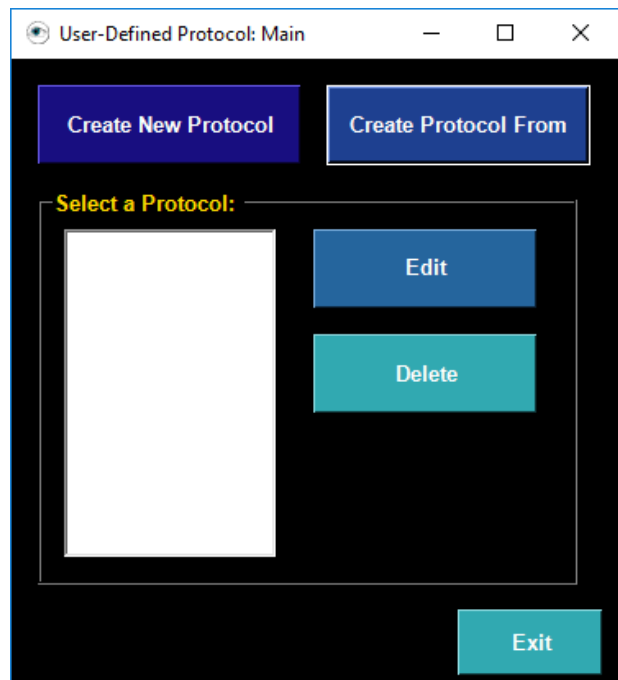 User-Defined Protocol: Main
Create New Protocol
Create Protocol From
Select a Protocol:
Edit
Delete
Exit